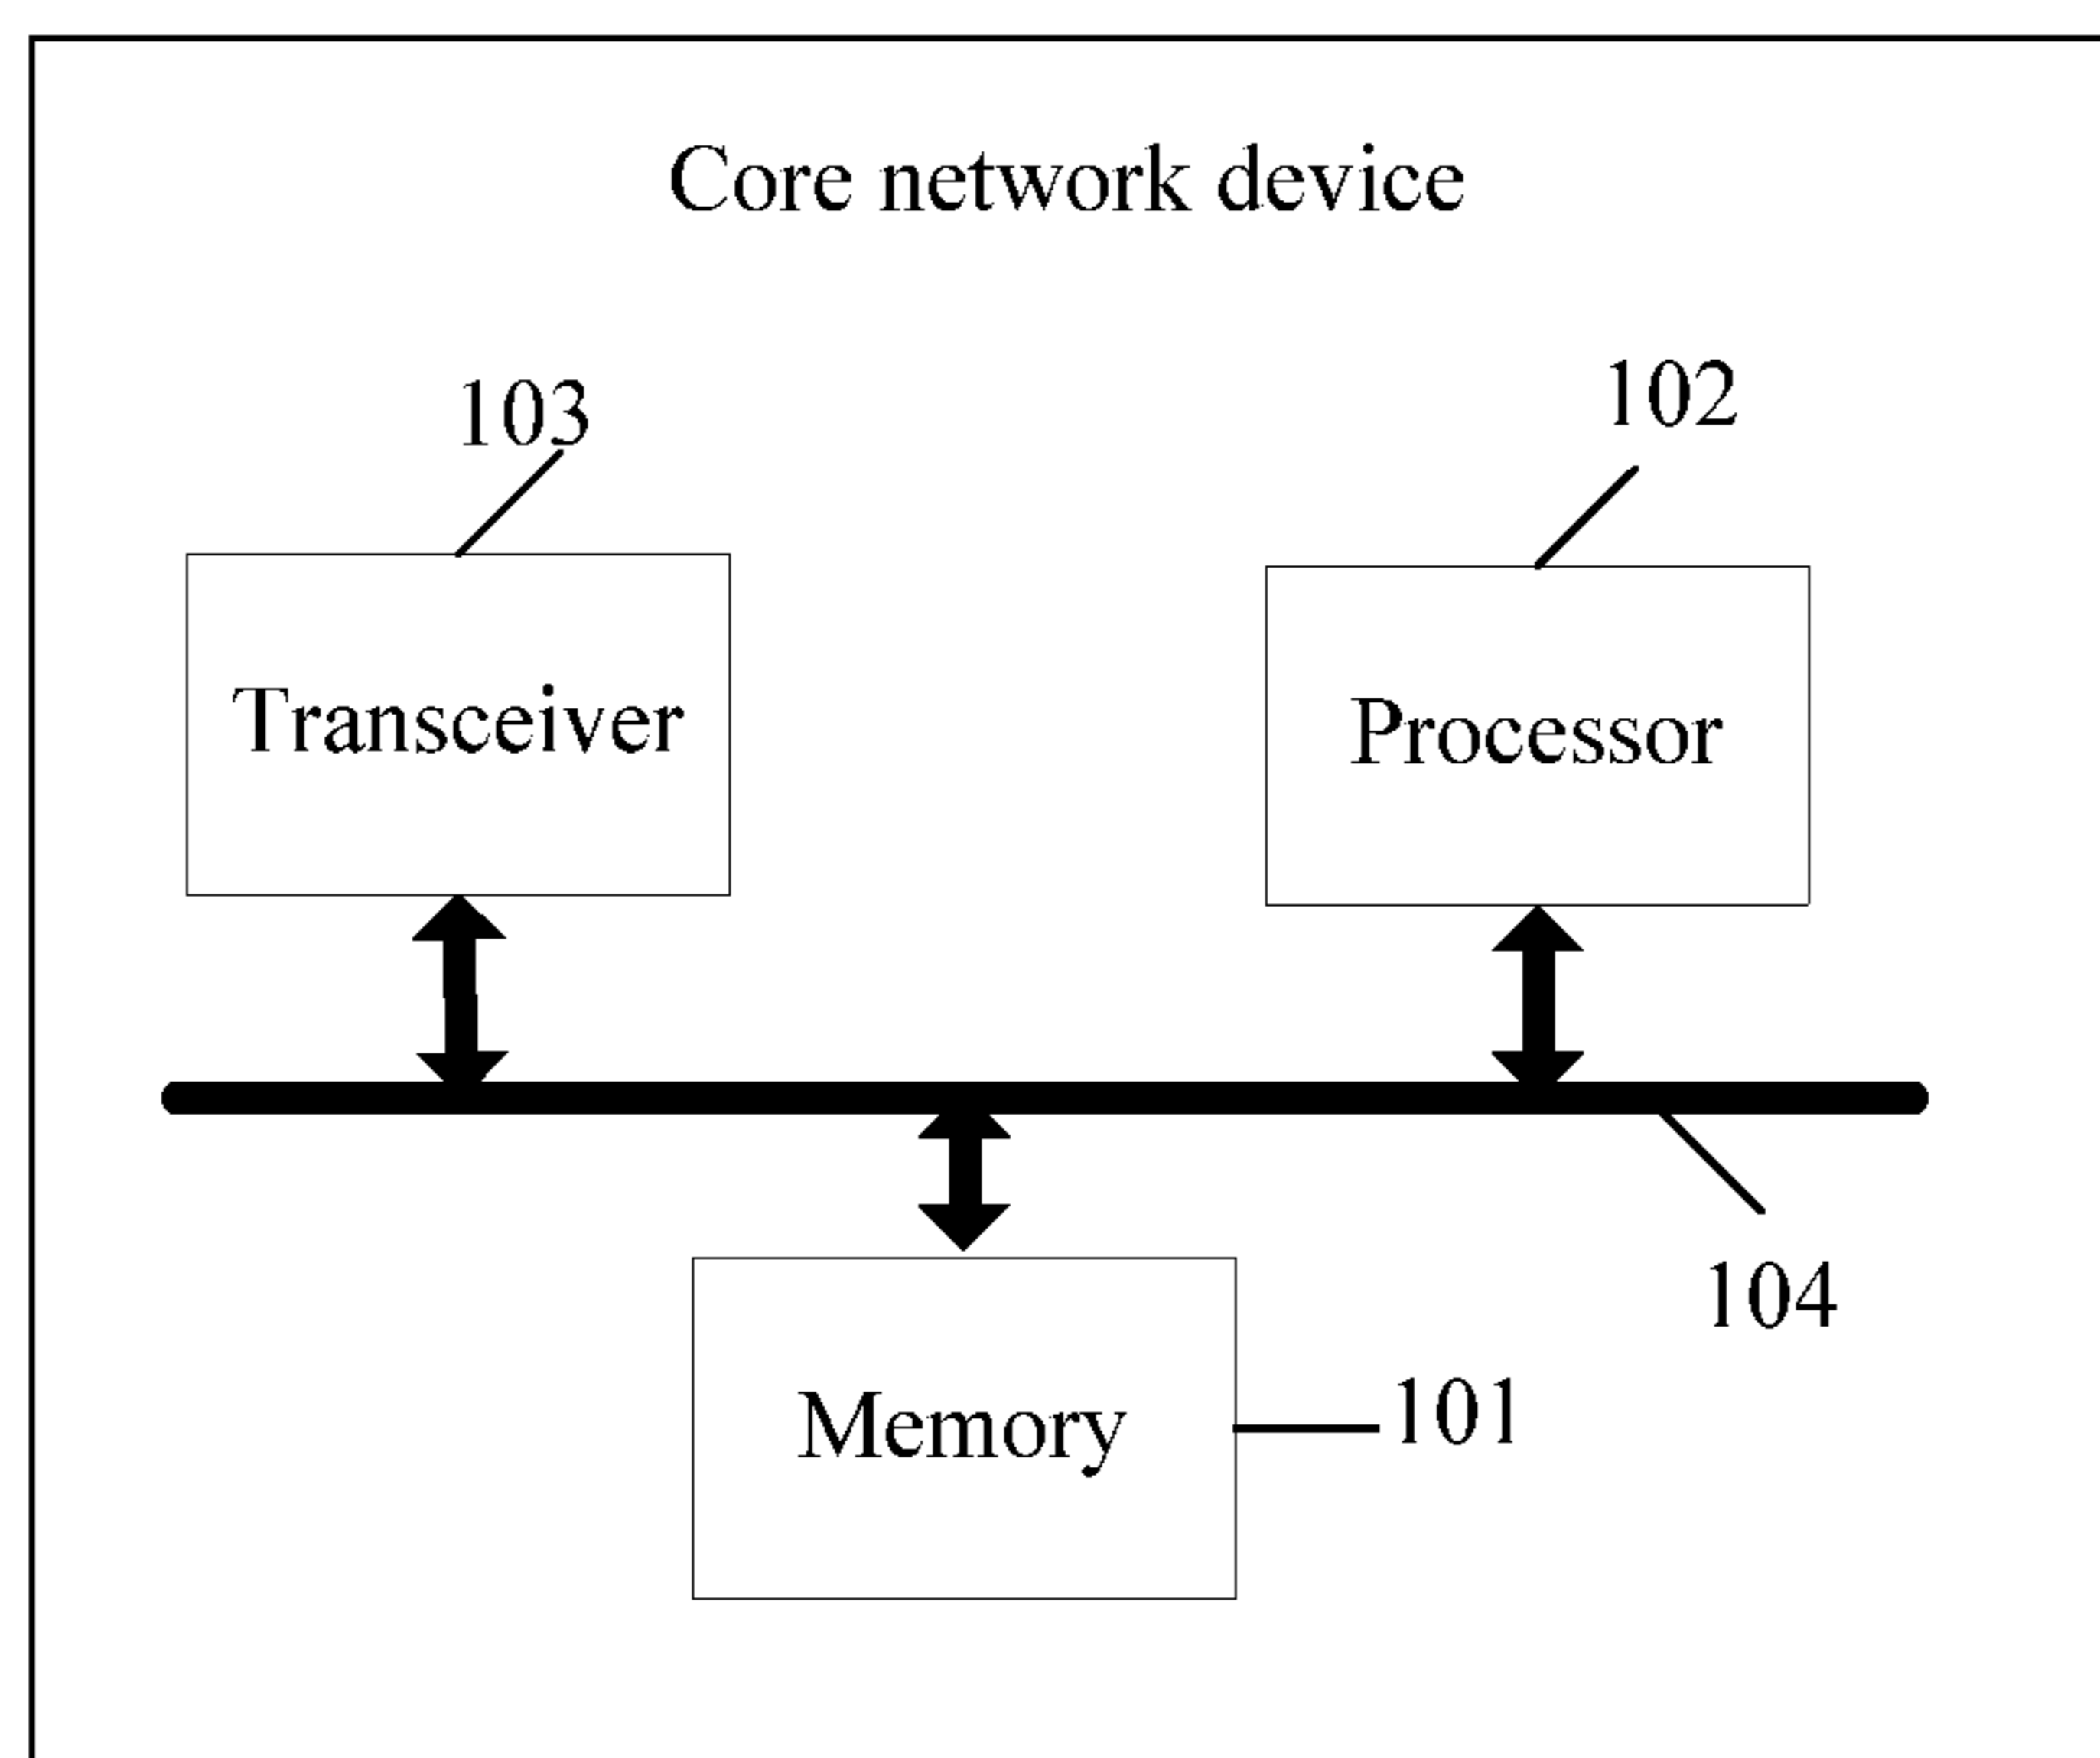 Core network device
103
102
Transceiver
Processor
104
Memory
101